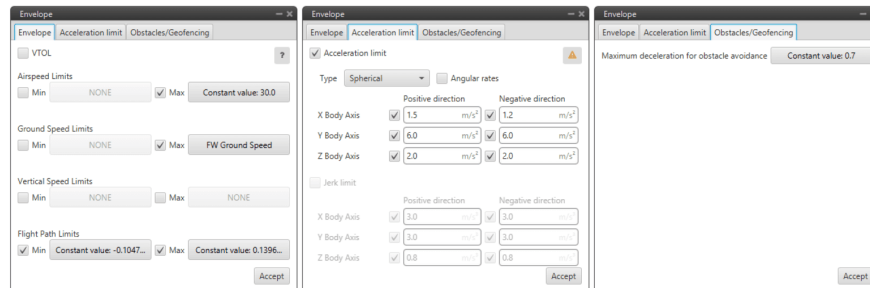 Envelope
Envelope Acceleration limit Obstacles/Geofencing
VTOL ?
Airspeed Limits
Min NONE Max Constant value: 30.0
Ground Speed Limits
Min NONE Max FW Ground Speed
Vertical Speed Limits
Min NONE Max NONE
Flight Path Limits
Min Constant value: -0.1047... Max Constant value: 0.1396...
Accept
Envelope
Envelope Acceleration limit Obstacles/Geofencing
Acceleration limit
Type Spherical Angular rates
Positive direction Negative direction
X Body Axis 1.5 m/s² 1.2 m/s²
Y Body Axis 6.0 m/s² 6.0 m/s²
Z Body Axis 2.0 m/s² 2.0 m/s²
Jerk limit
Positive direction Negative direction
X Body Axis 3.0 m/s³ 3.0 m/s³
Y Body Axis 3.0 m/s³ 3.0 m/s³
Z Body Axis 0.8 m/s³ 0.8 m/s³
Accept
Envelope
Envelope Acceleration limit Obstacles/Geofencing
Maximum deceleration for obstacle avoidance Constant value: 0.7
Accept